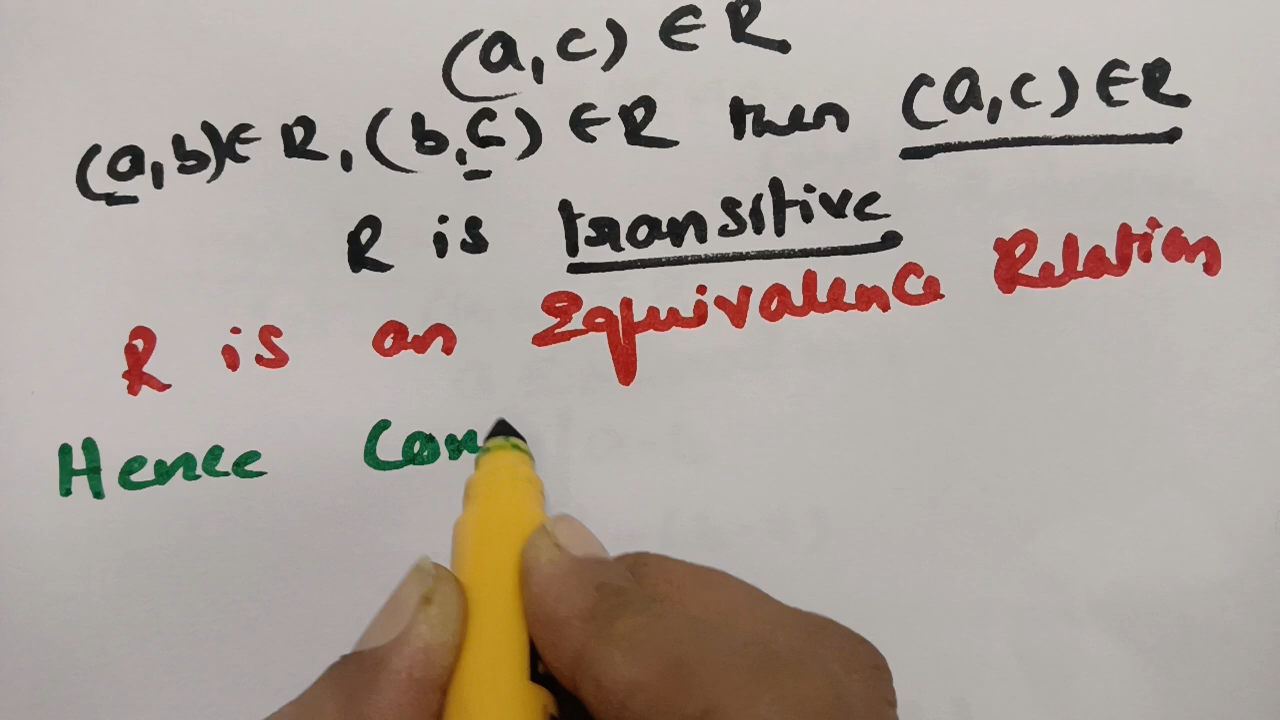 (a,c) ∈ R
(a,b) ∈ R, (b,c) ∈ R then (a,c) ∈ R
R is transitive
R is an Equivalence Relation
Hence